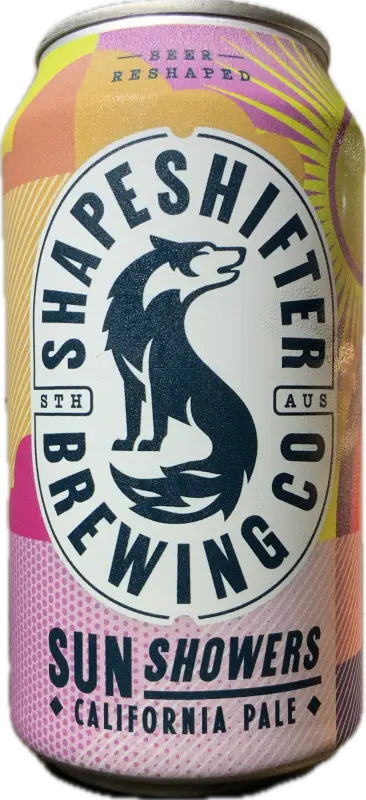 BEER
RESHAPED
SHAPESHIFTER
STH AUS
BREWING CO
SUN SHOWERS
CALIFORNIA PALE